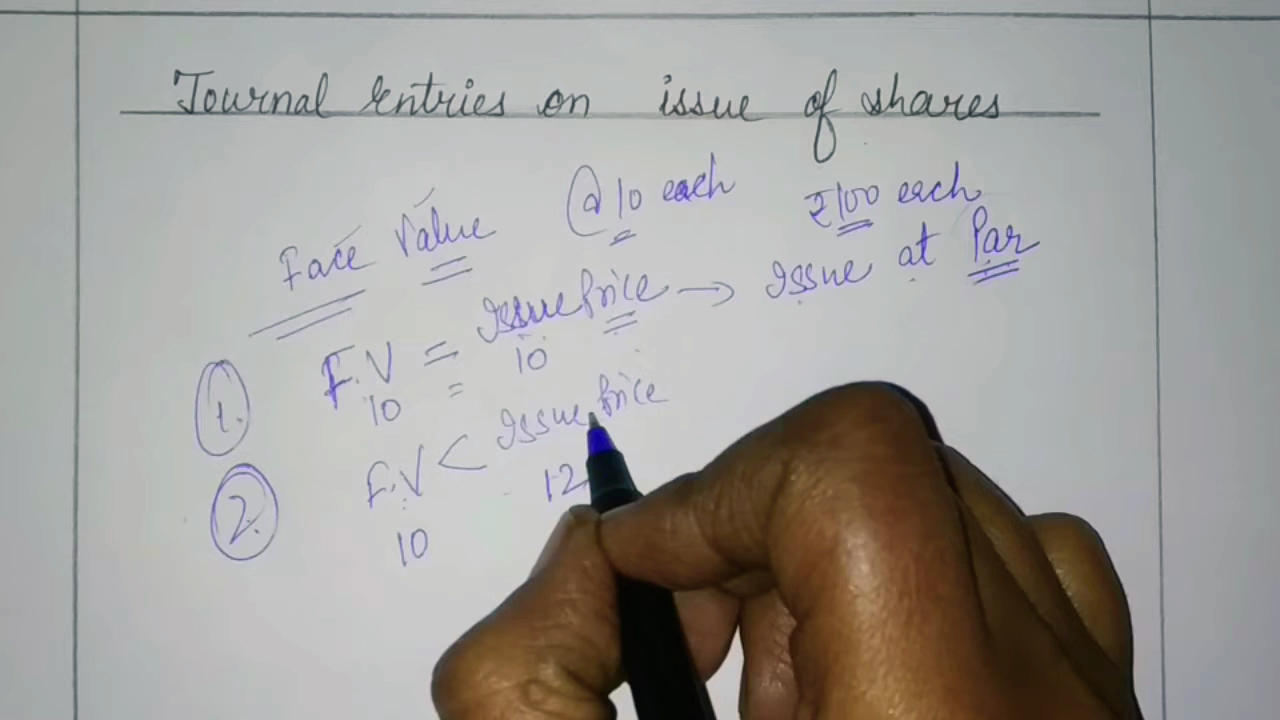 Journal entries on issue of shares
Face Value @ 10 each ₹100 each
1. F.V = Issue Price → Issue at Par
10 = 10
2. F.V < Issue Price
10 12